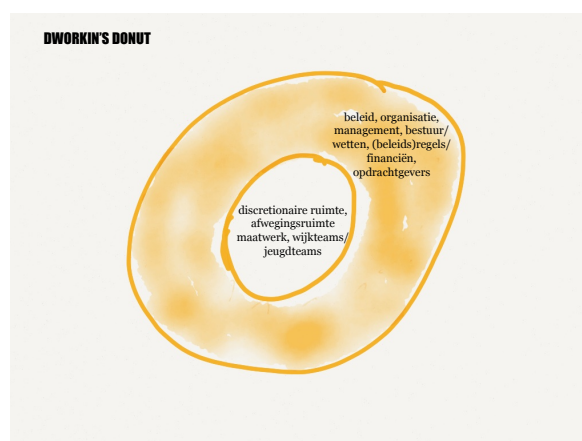 DWORKIN'S DONUT
beleid, organisatie,
management, bestuur/
wetten, (beleids)regels/
financiën,
opdrachtgevers
discretionaire ruimte,
afwegingsruimte
maatwerk, wijkteams/
jeugdteams